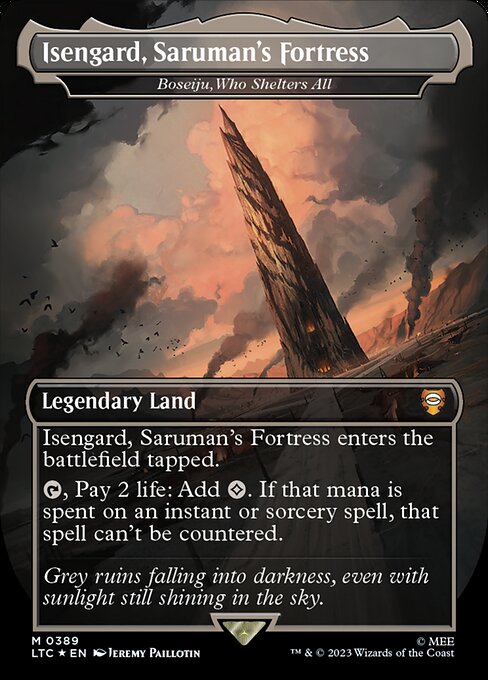 Isengard, Saruman's Fortress
Boseiju, Who Shelters All
Legendary Land
Isengard, Saruman's Fortress enters the
battlefield tapped.
, Pay 2 life: Add . If that mana is
spent on an instant or sorcery spell, that
spell can't be countered.
Grey ruins falling into darkness, even with
sunlight still shining in the sky.
M 0389
© MEE
LTC ★ EN Jeremy Paillotin
™ & © 2023 Wizards of the Coast